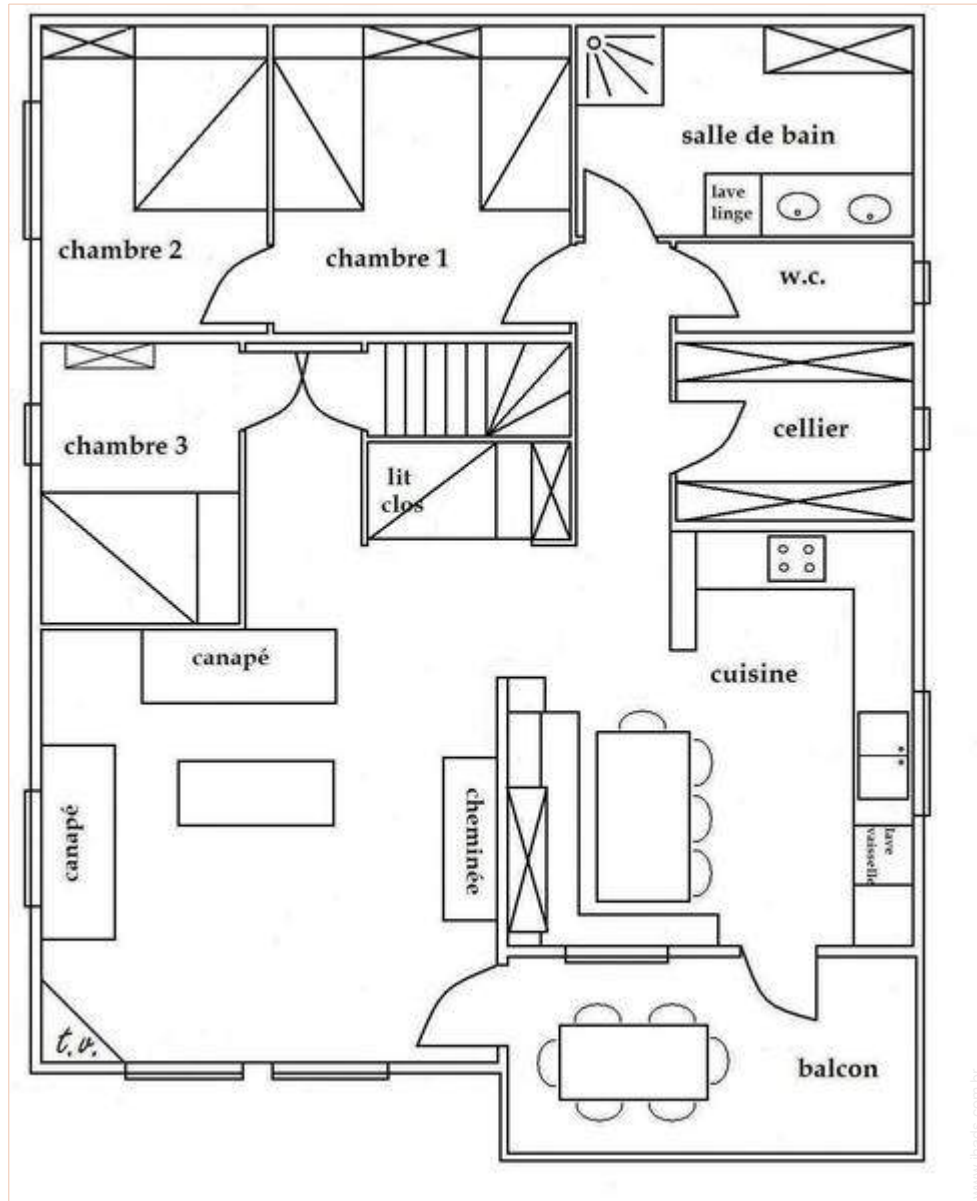 salle de bain
lave
linge
chambre 2
chambre 1
w.c.
chambre 3
cellier
lit
clos
canapé
cuisine
canapé
cheminée
lave
vaisselle
t.v.
balcon